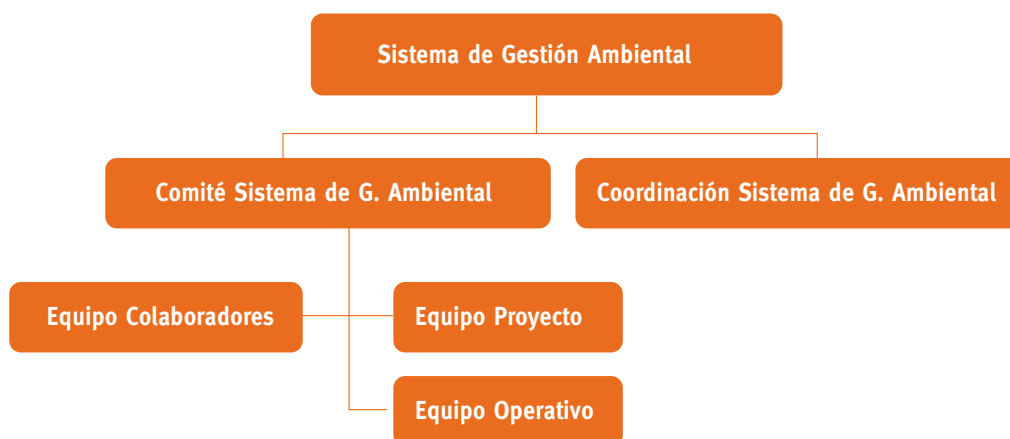 Sistema de Gestión Ambiental
Comité Sistema de G. Ambiental
Coordinación Sistema de G. Ambiental
Equipo Colaboradores
Equipo Proyecto
Equipo Operativo